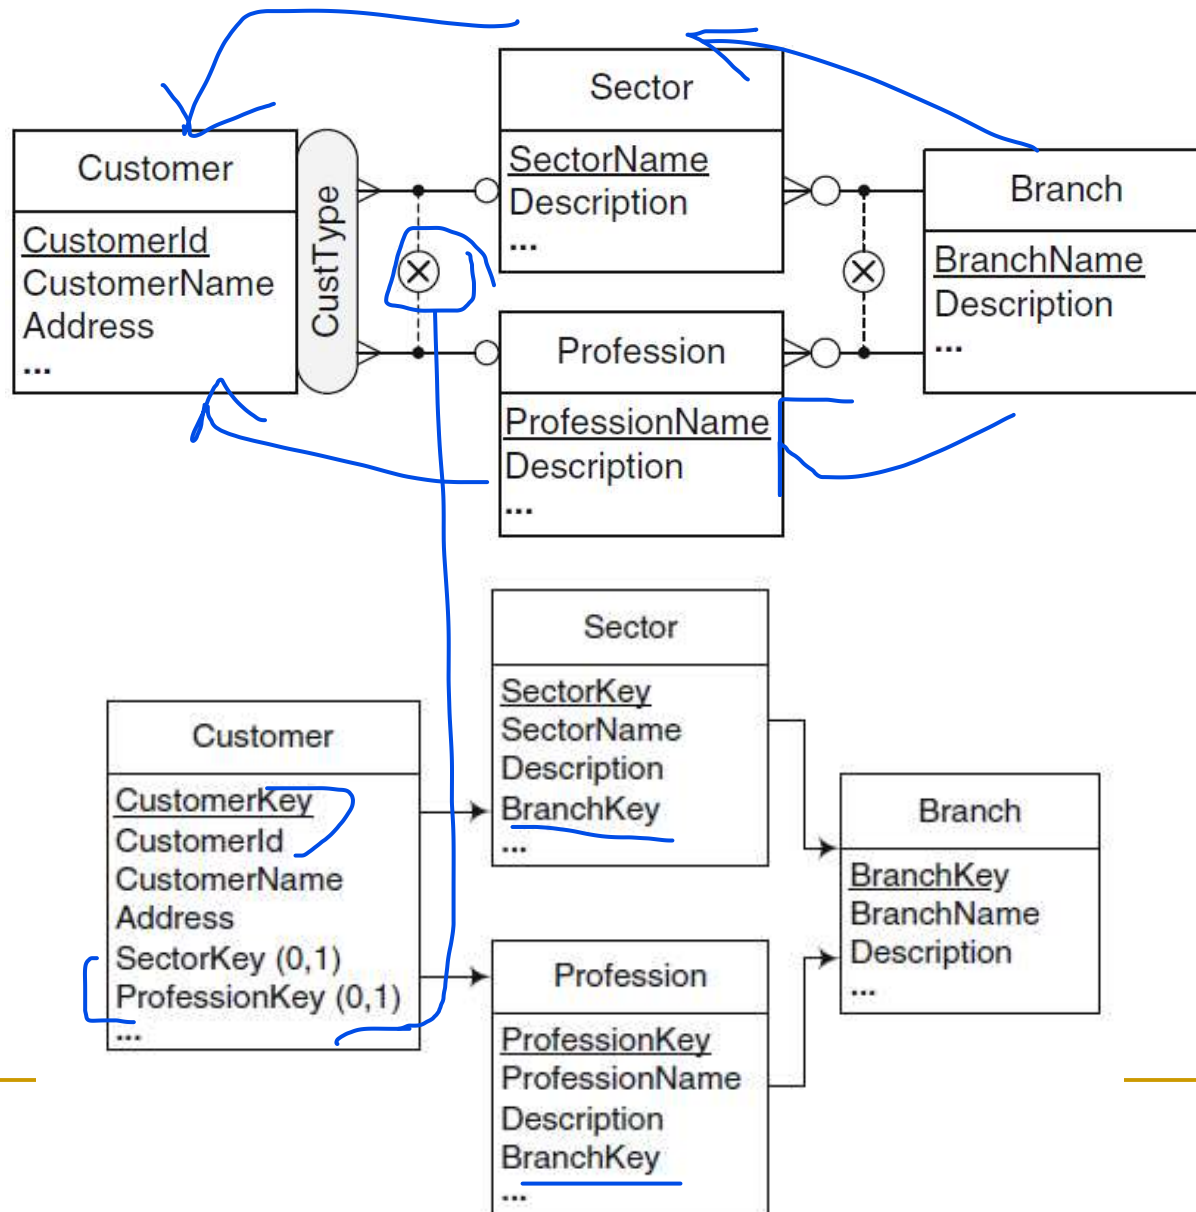 Customer
CustomerId
CustomerName
Address
...
CustType
Sector
SectorName
Description
...
Profession
ProfessionName
Description
...
Branch
BranchName
Description
...
Customer
CustomerKey
CustomerId
CustomerName
Address
SectorKey (0,1)
ProfessionKey (0,1)
...
Sector
SectorKey
SectorName
Description
BranchKey
...
Profession
ProfessionKey
ProfessionName
Description
BranchKey
...
Branch
BranchKey
BranchName
Description
...